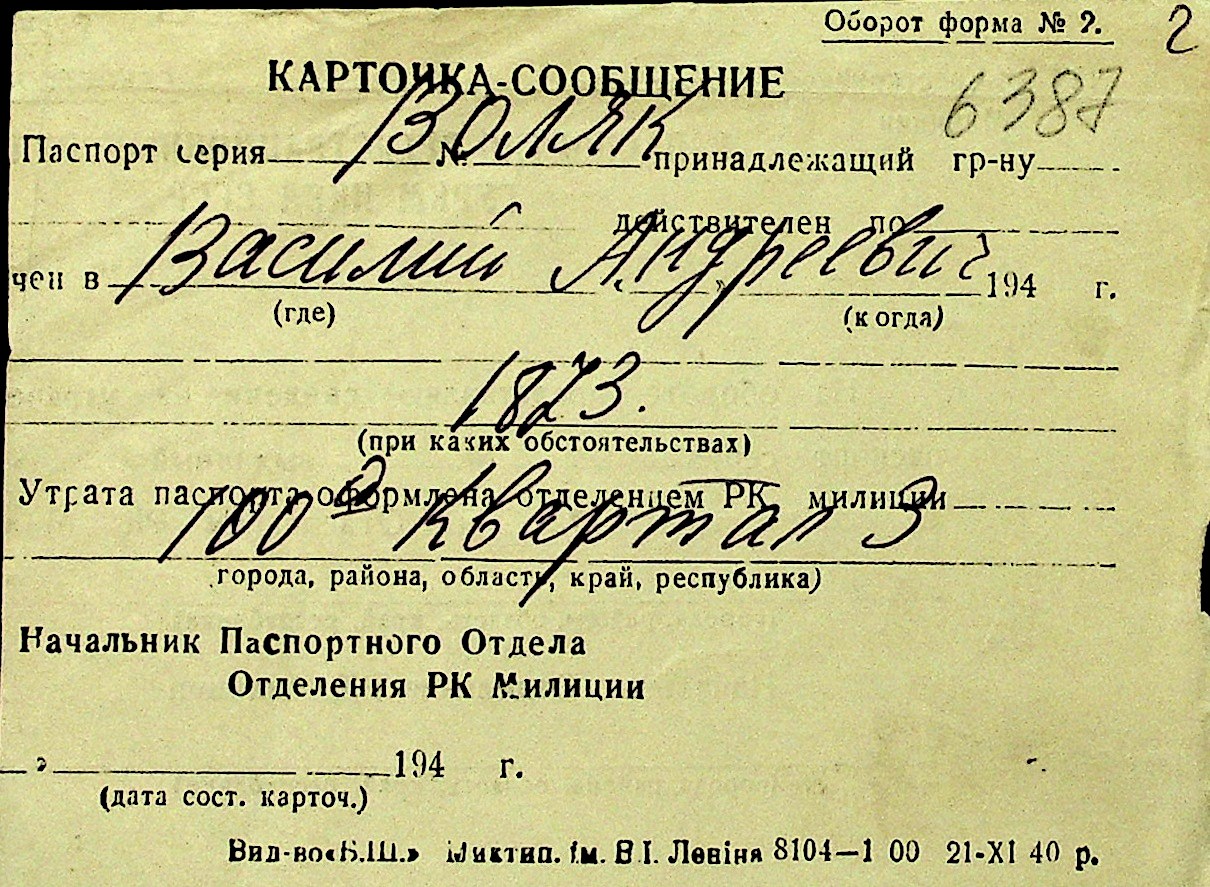 Оборот форма № 2.
2
КАРТОЧКА-СООБЩЕНИЕ
6387
Воляк
Паспорт серия № принадлежащий гр-ну
действителен по
Василий Андреевич
чен в » 194 г.
(где) (когда)
1873.
(при каких обстоятельствах)
Утрата паспорта оформлена отделением РК милиции
100й квартал 3
города, района, область, край, республика)
Начальник Паспортного Отдела
Отделения РК Милиции
» 194 г.
(дата сост. карточ.)
Вид-во «Б.Ш.» Миктип. ім. В І. Леніна 8104—1 00 21-XI 40 р.